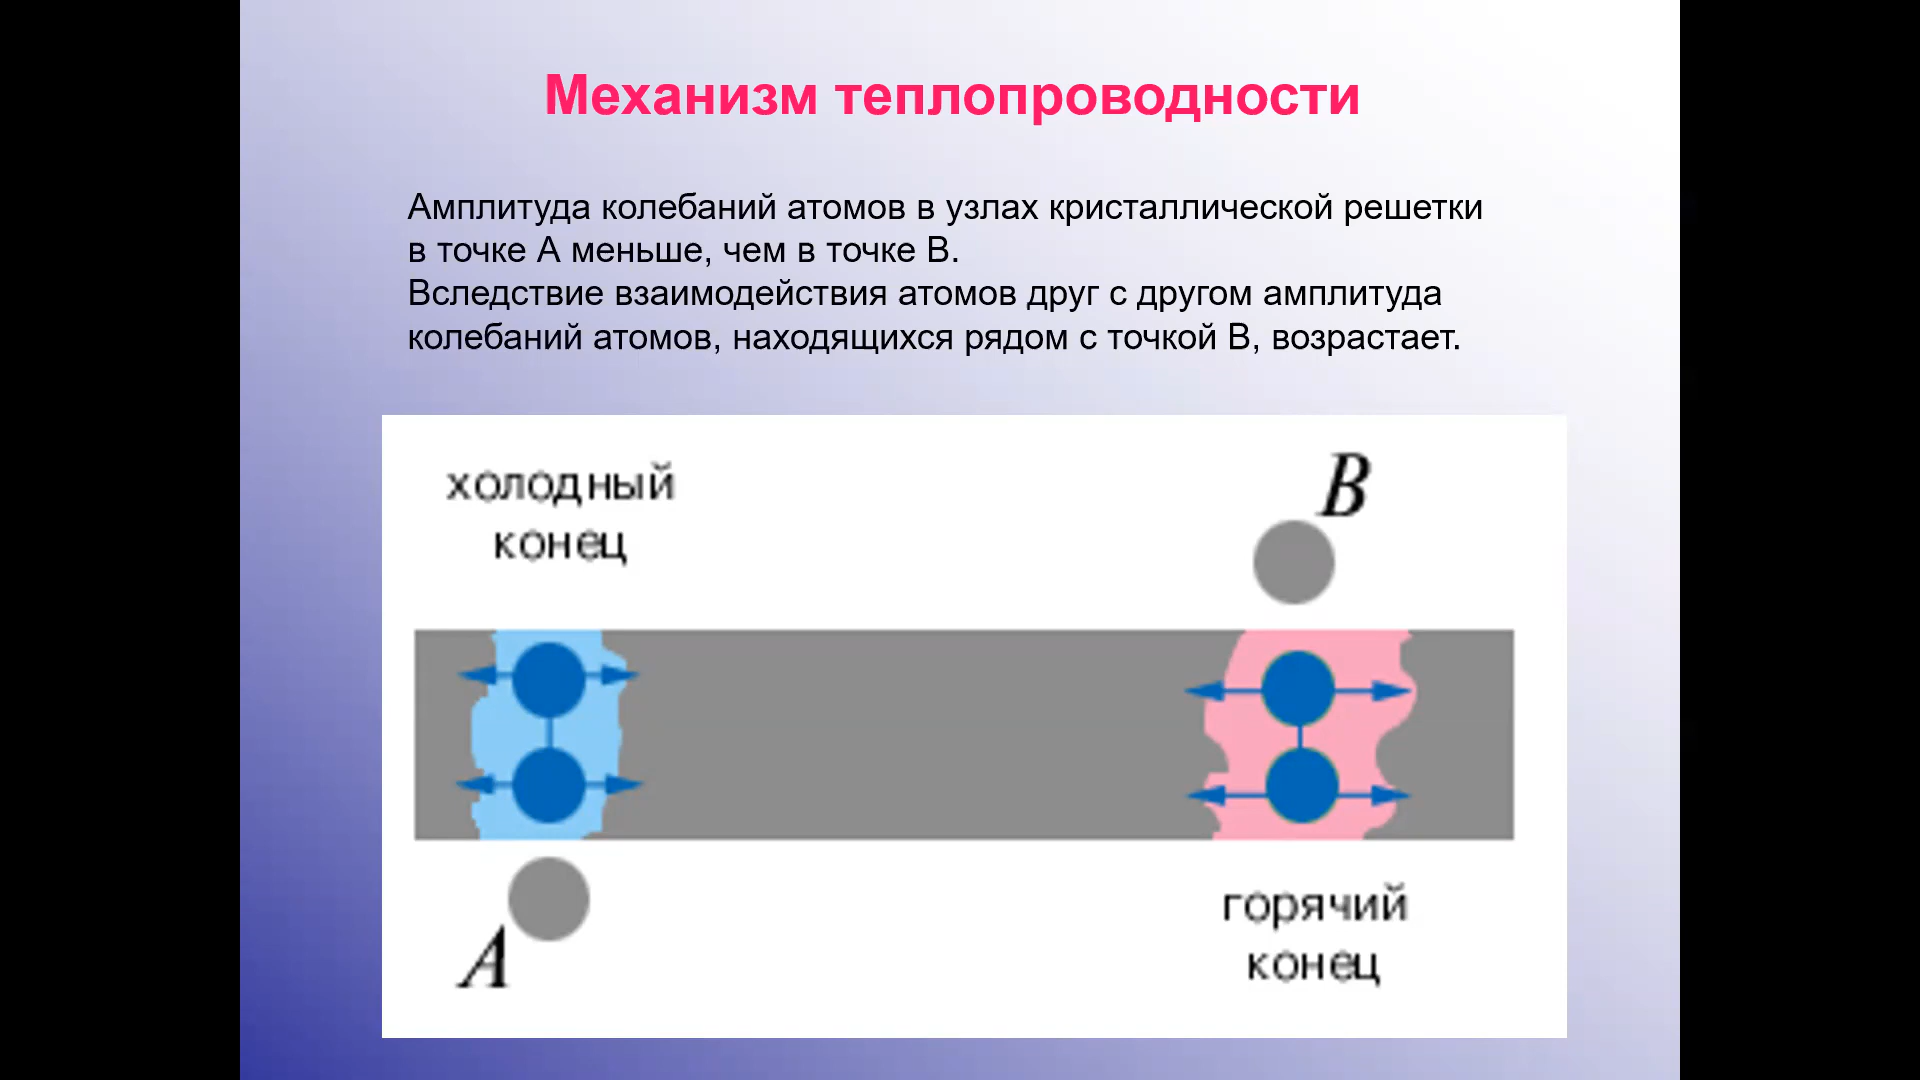 Механизм теплопроводности
Амплитуда колебаний атомов в узлах кристаллической решетки
в точке А меньше, чем в точке В.
Вследствие взаимодействия атомов друг с другом амплитуда
колебаний атомов, находящихся рядом с точкой В, возрастает.
холодный
конец
B
A
горячий
конец